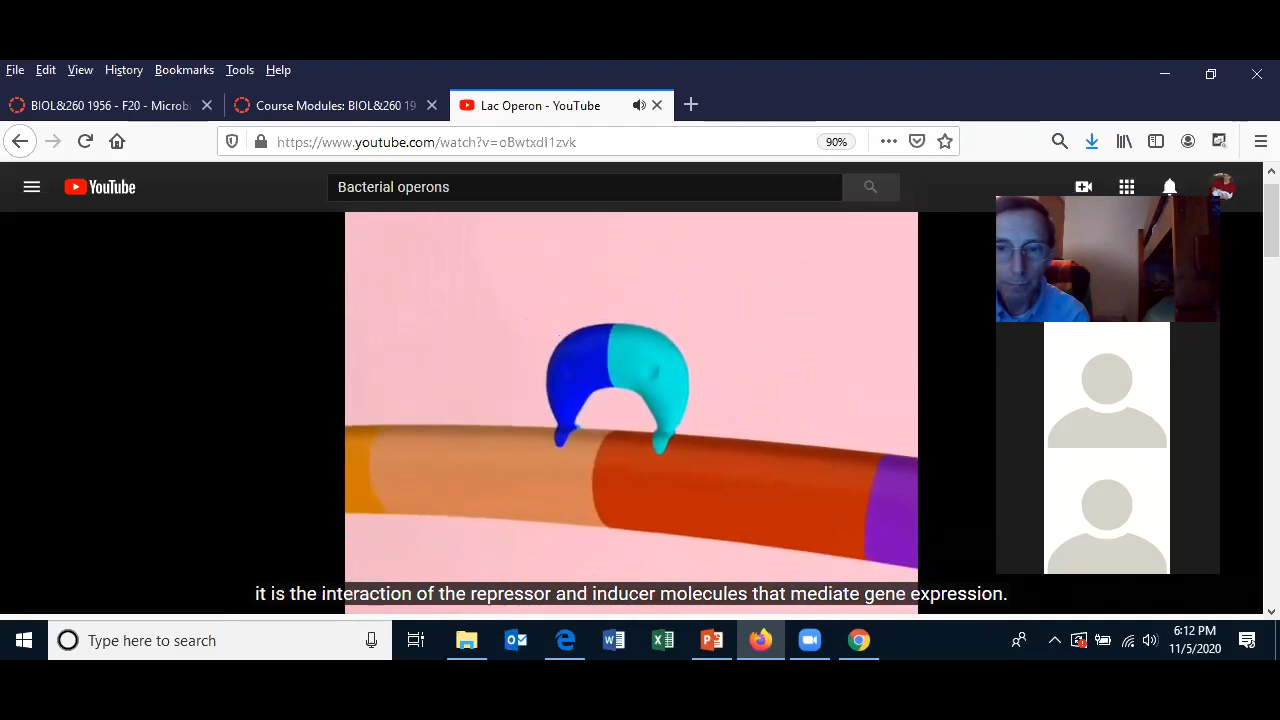 File Edit View History Bookmarks Tools Help
BIOL&260 1956 - F20 - Microbi
Course Modules: BIOL&260 19
Lac Operon - YouTube
https://www.youtube.com/watch?v=oBwtxdI1zvk
90%
YouTube
Bacterial operons
it is the interaction of the repressor and inducer molecules that mediate gene expression.
Type here to search
6:12 PM
11/5/2020